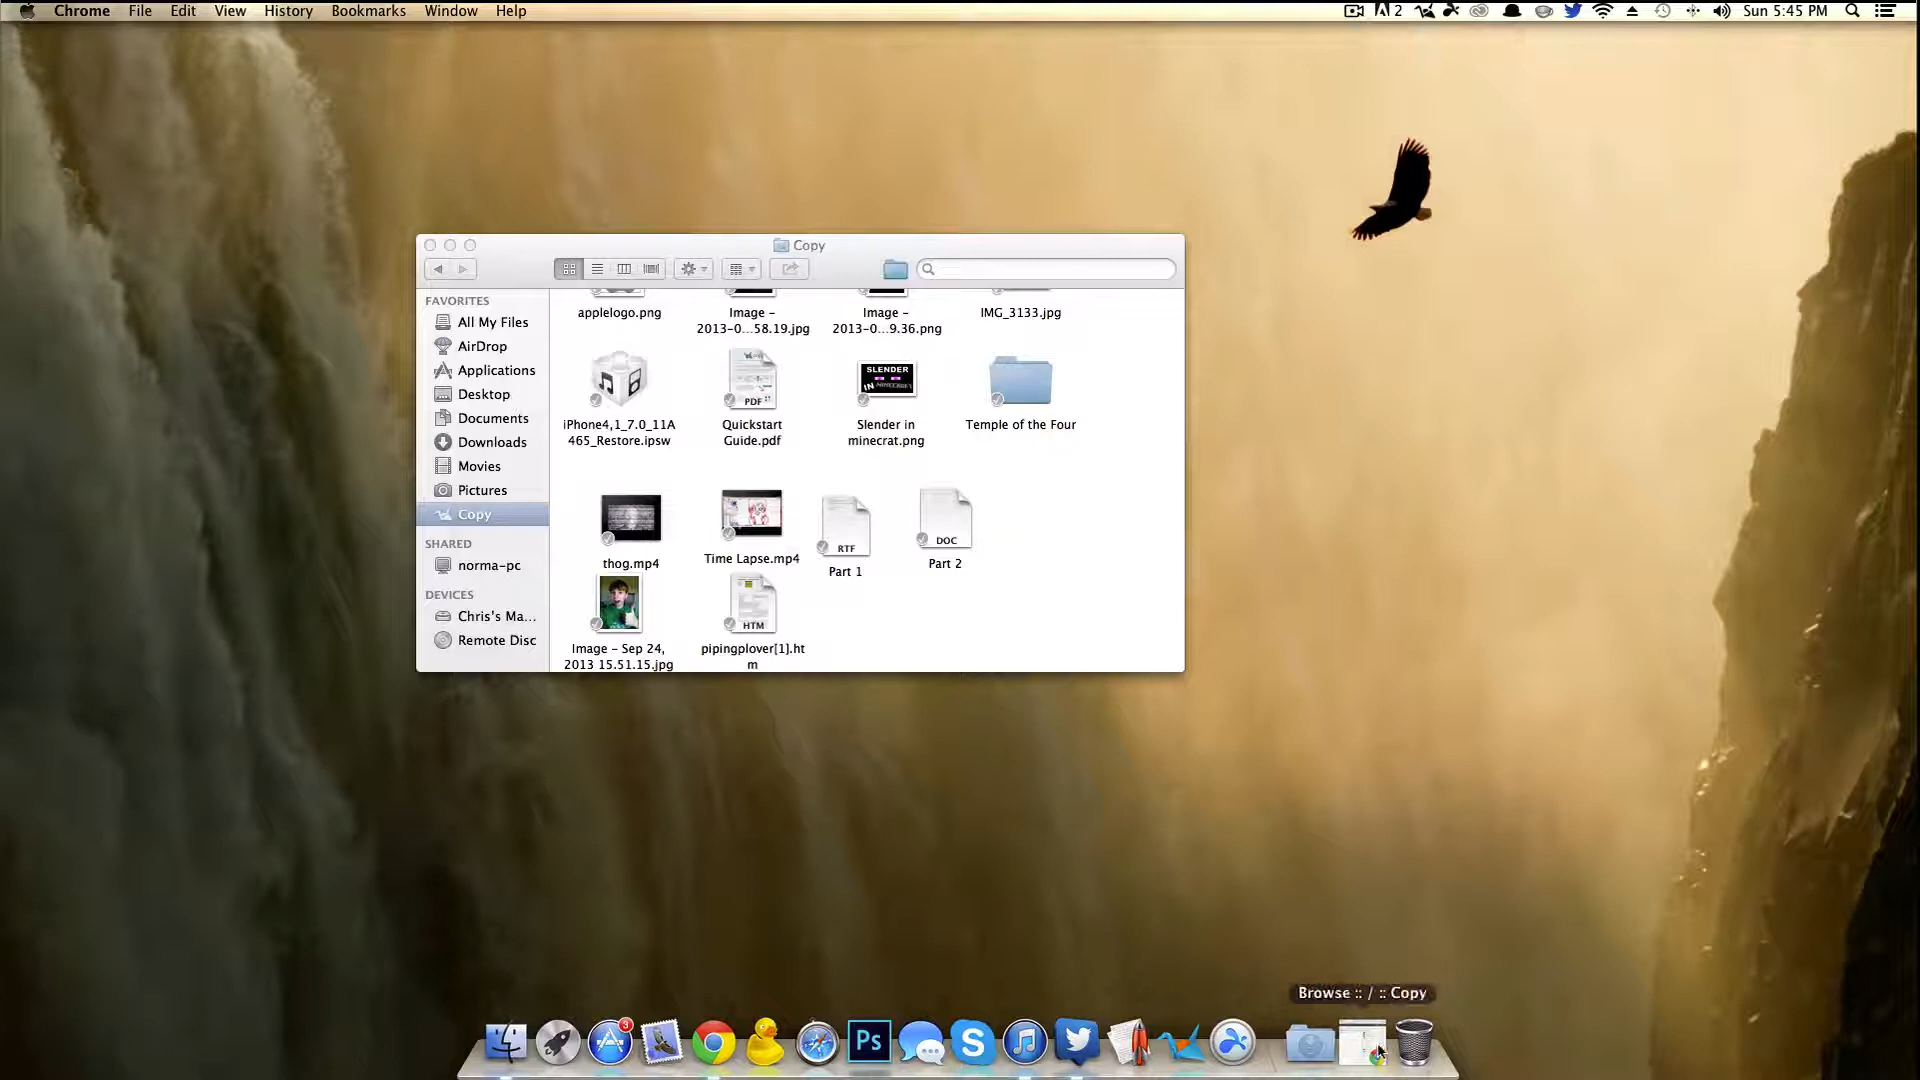 Chrome File Edit View History Bookmarks Window Help
2 Sun 5:45 PM
Copy
FAVORITES
All My Files
AirDrop
Applications
Desktop
Documents
Downloads
Movies
Pictures
Copy
SHARED
norma-pc
DEVICES
Chris's Ma...
Remote Disc
applelogo.png
Image -
2013-0...58.19.jpg
Image -
2013-0...9.36.png
IMG_3133.jpg
iPhone4,1_7.0_11A
465_Restore.ipsw
PDF
Quickstart
Guide.pdf
SLENDER
IN MINECRAFT
Slender in
minecrat.png
Temple of the Four
thog.mp4
Time Lapse.mp4
RTF
Part 1
DOC
Part 2
Image - Sep 24,
2013 15.51.15.jpg
HTM
pipingplover[1].ht
m
Browse :: / :: Copy
3
Ps
S